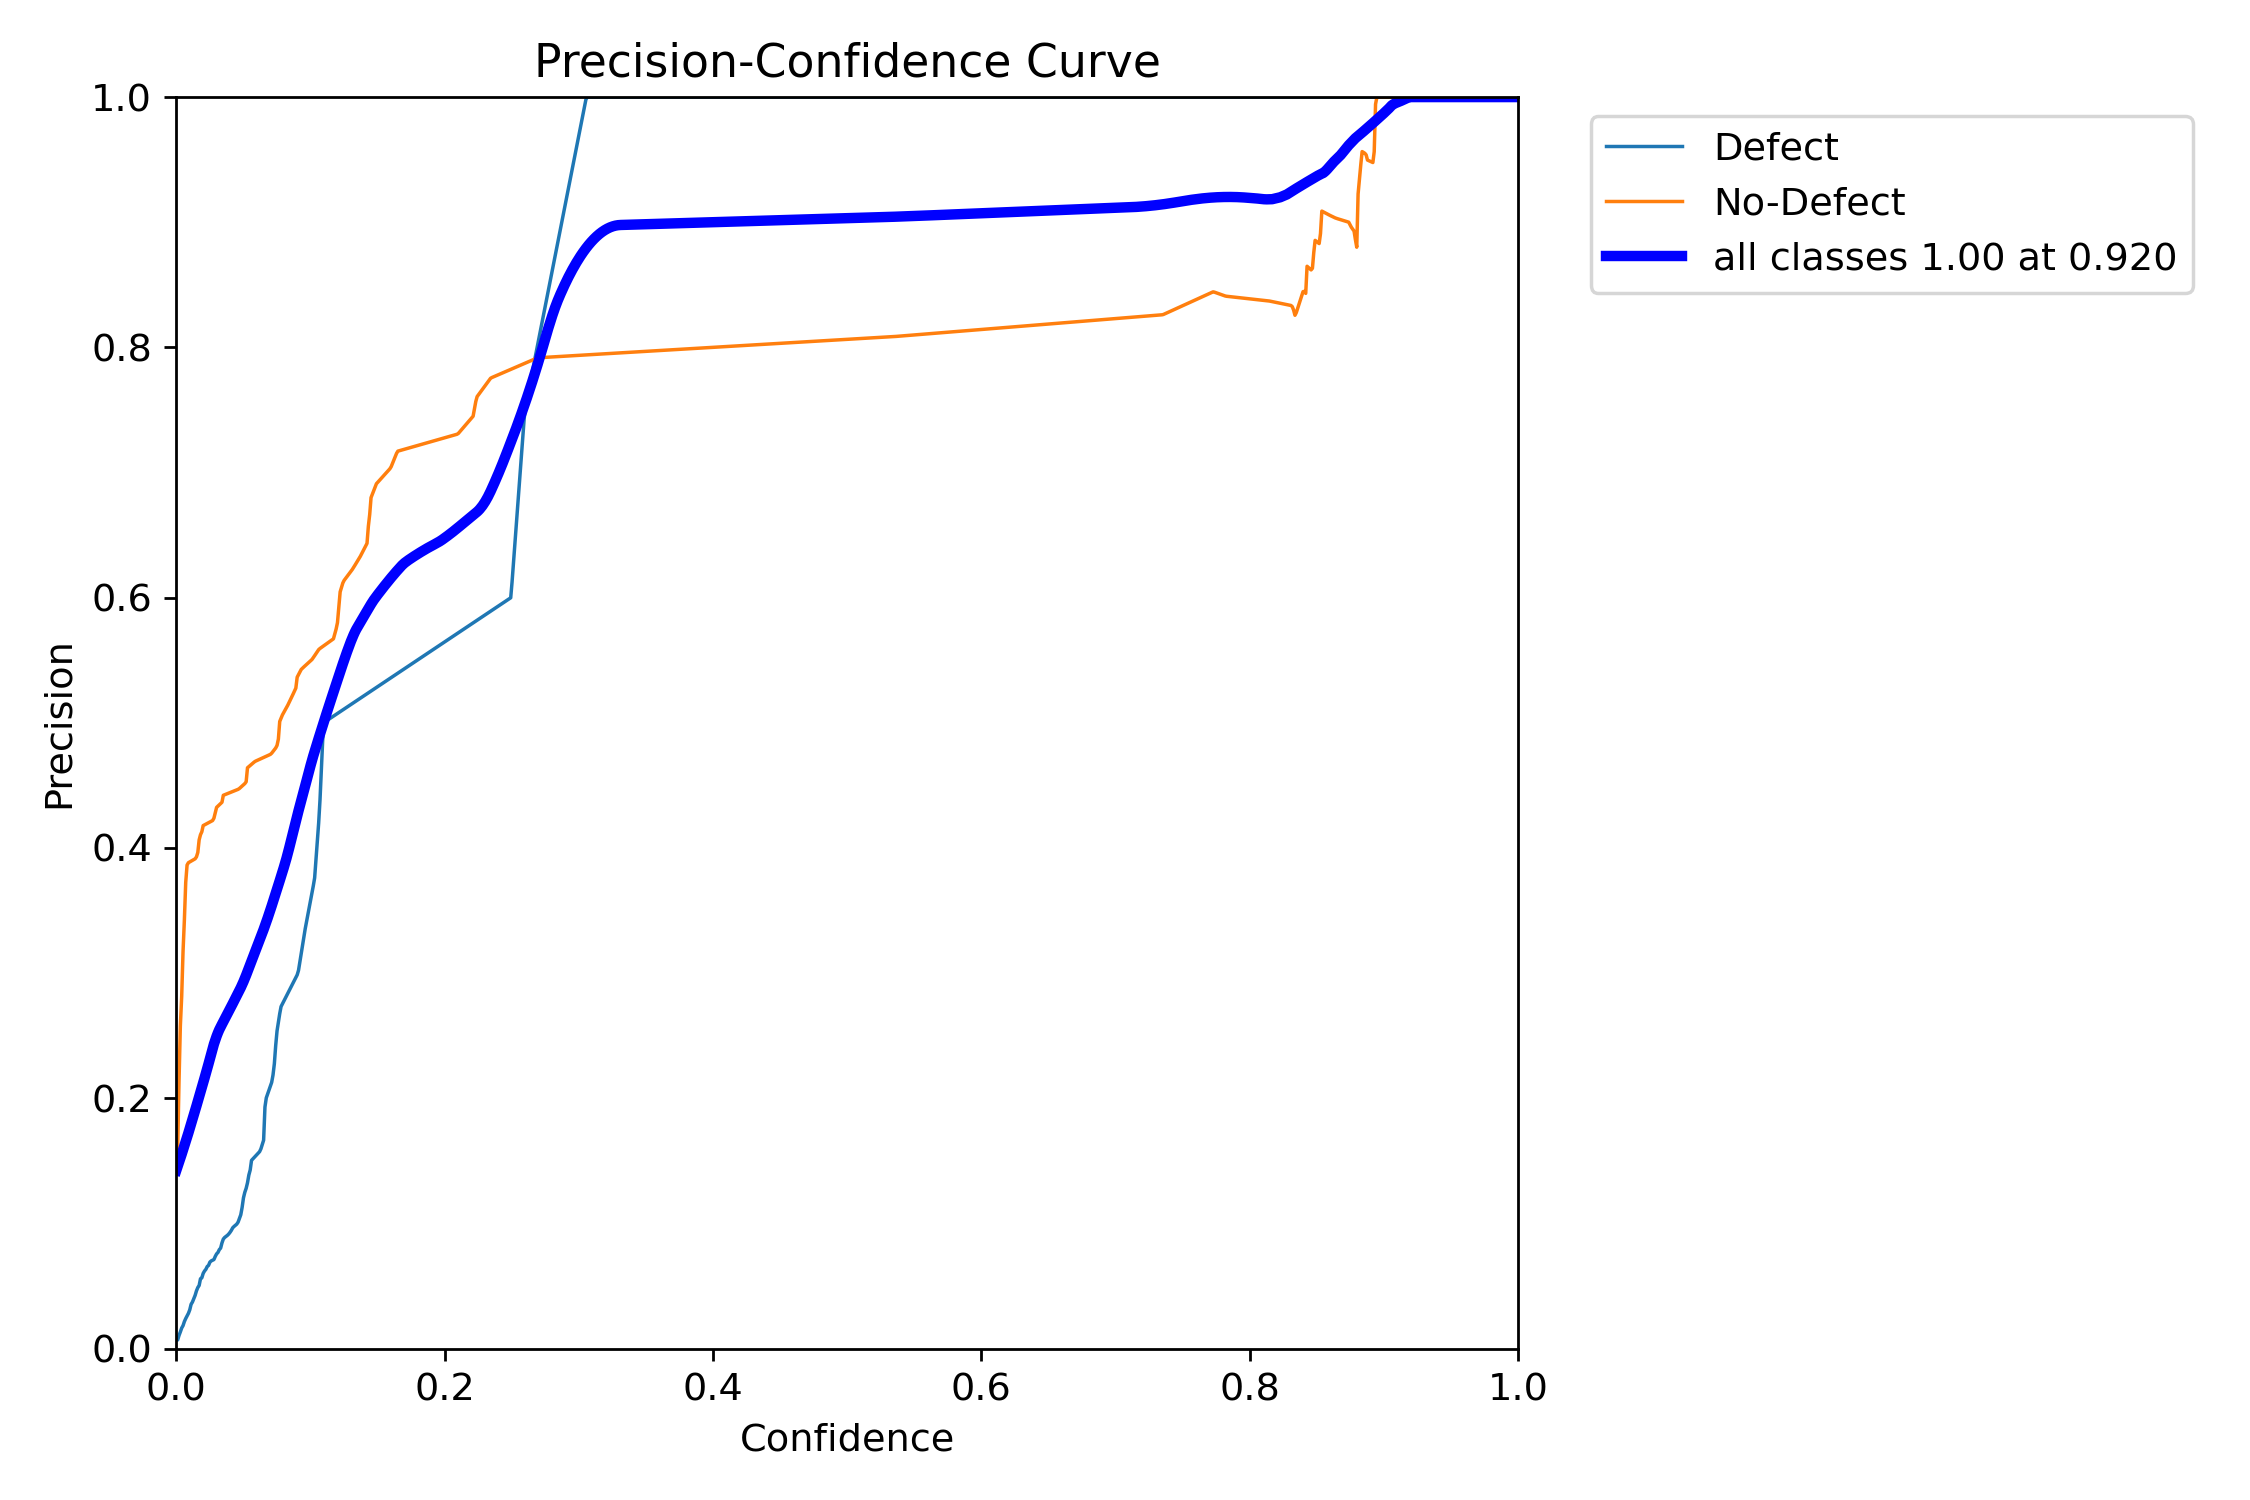 Precision-Confidence Curve
1.0
0.8
0.6
0.4
0.2
0.0
Precision
0.0 0.2 0.4 0.6 0.8 1.0
Confidence
Defect
No-Defect
all classes 1.00 at 0.920